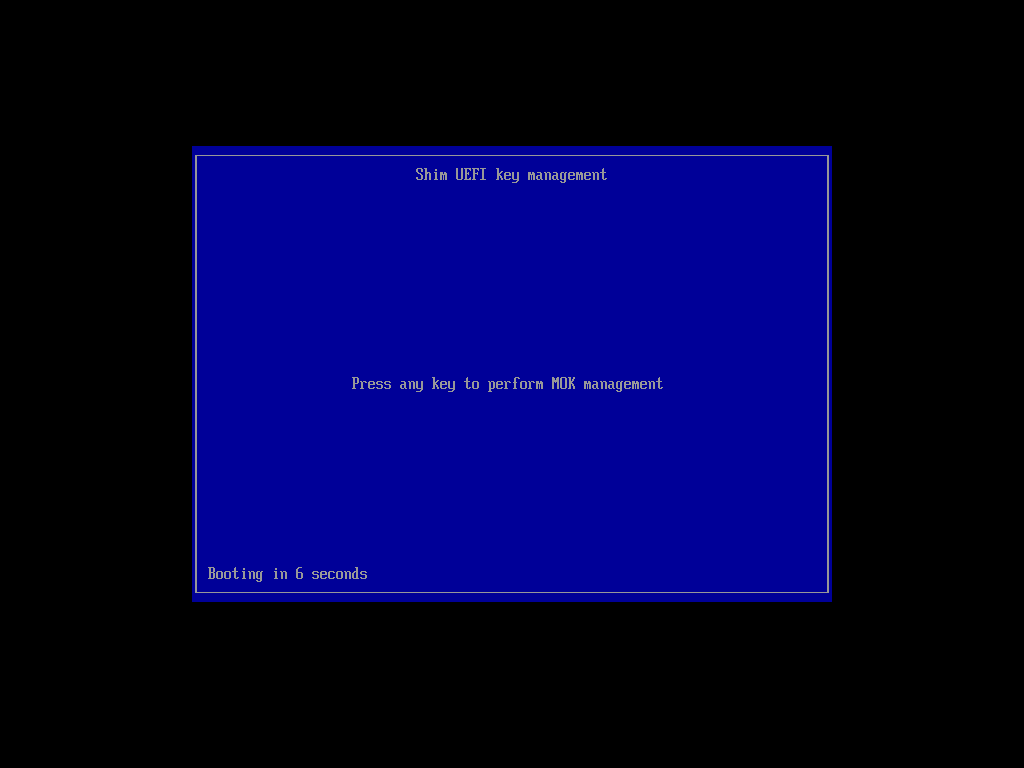 Shim UEFI key management
Press any key to perform MOK management
Booting in 6 seconds